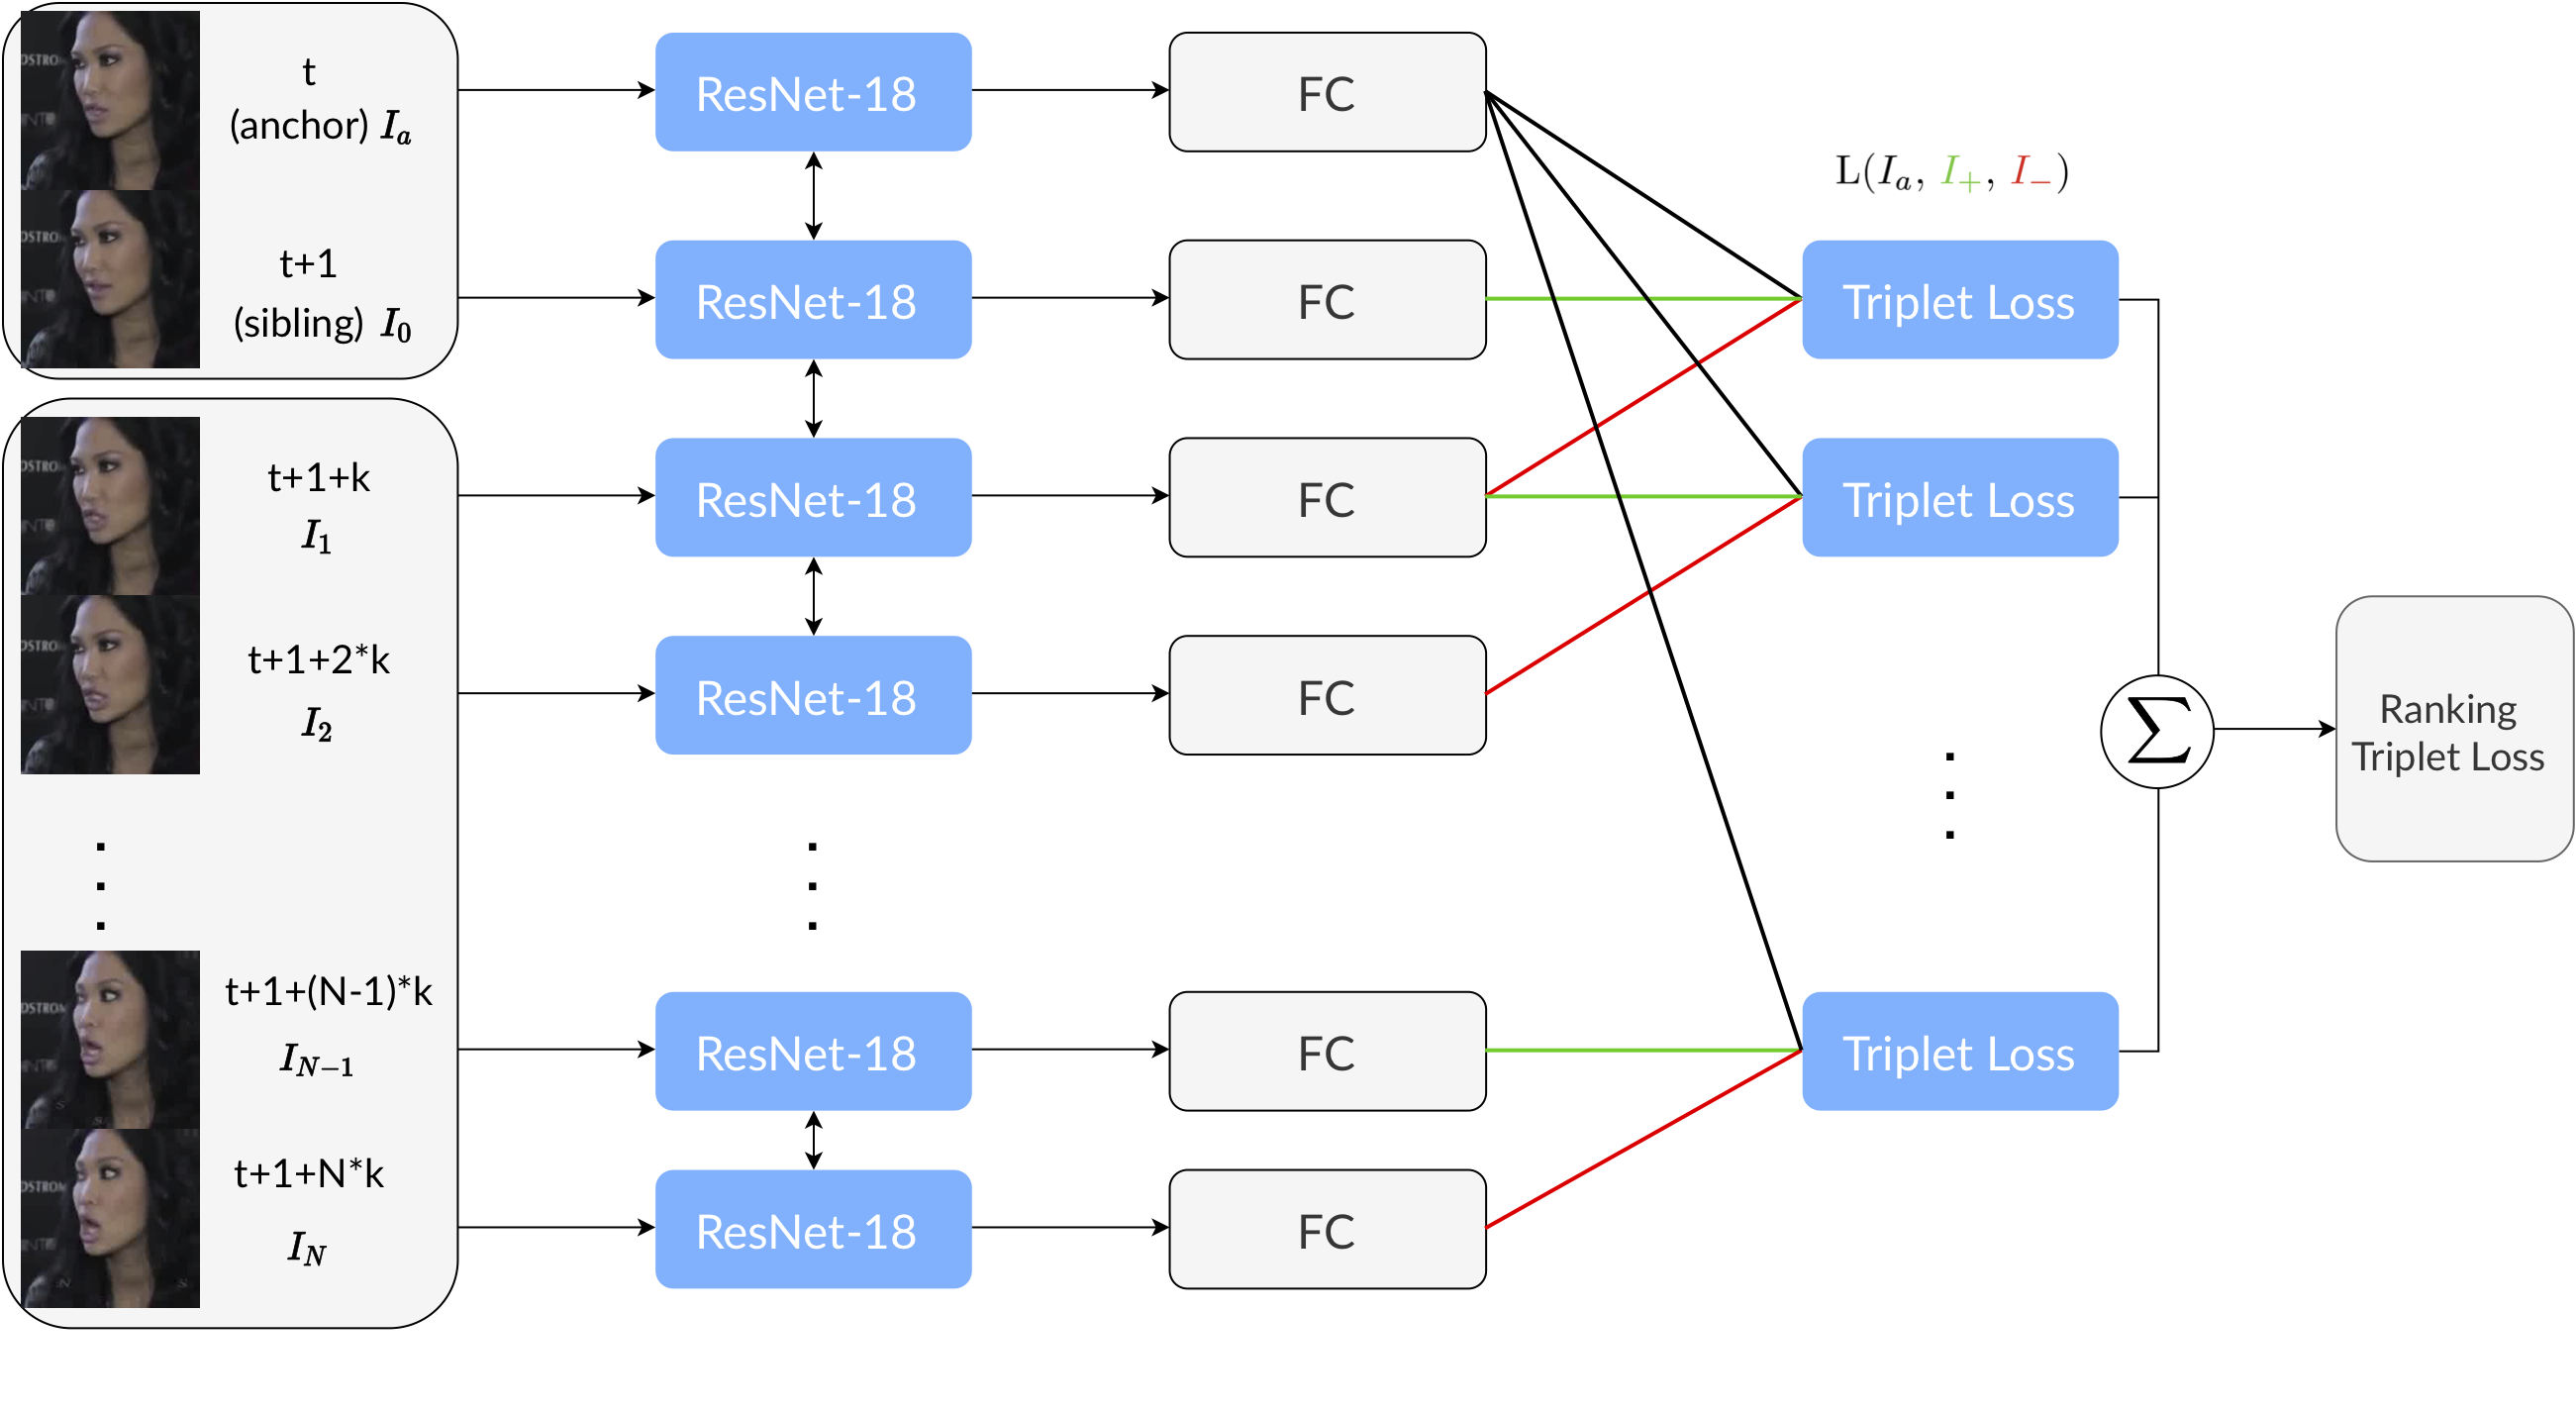 t
(anchor) I_a
t+1
(sibling) I_0
t+1+k
I_1
t+1+2*k
I_2
t+1+(N-1)*k
I_{N-1}
t+1+N*k
I_N
ResNet-18
ResNet-18
ResNet-18
ResNet-18
ResNet-18
ResNet-18
FC
FC
FC
FC
FC
FC
L(I_a, I_+, I_-)
Triplet Loss
Triplet Loss
Triplet Loss
∑
Ranking
Triplet Loss